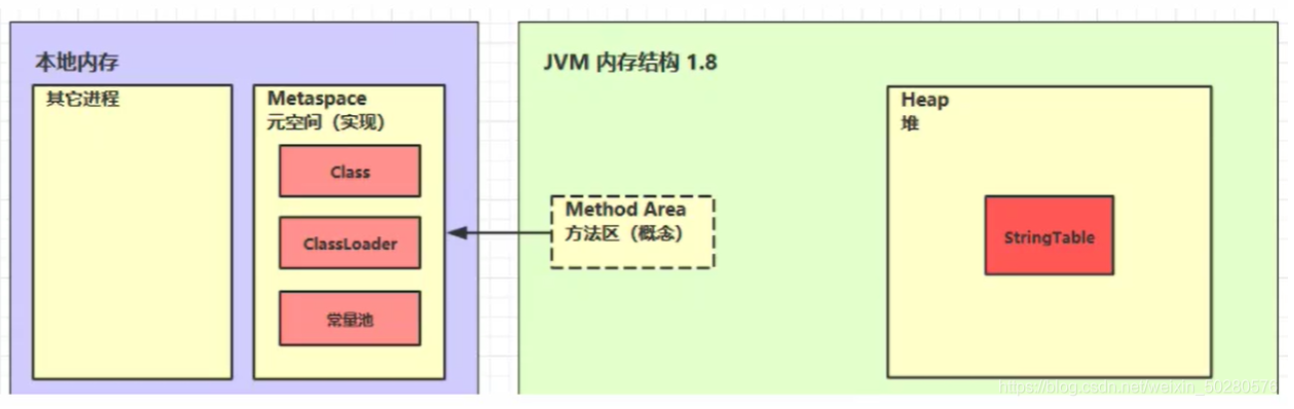 本地内存
其它进程
Metaspace
元空间（实现）
Class
ClassLoader
常量池
JVM 内存结构 1.8
Method Area
方法区（概念）
Heap
堆
StringTable
https://blog.csdn.net/weixin_50280576